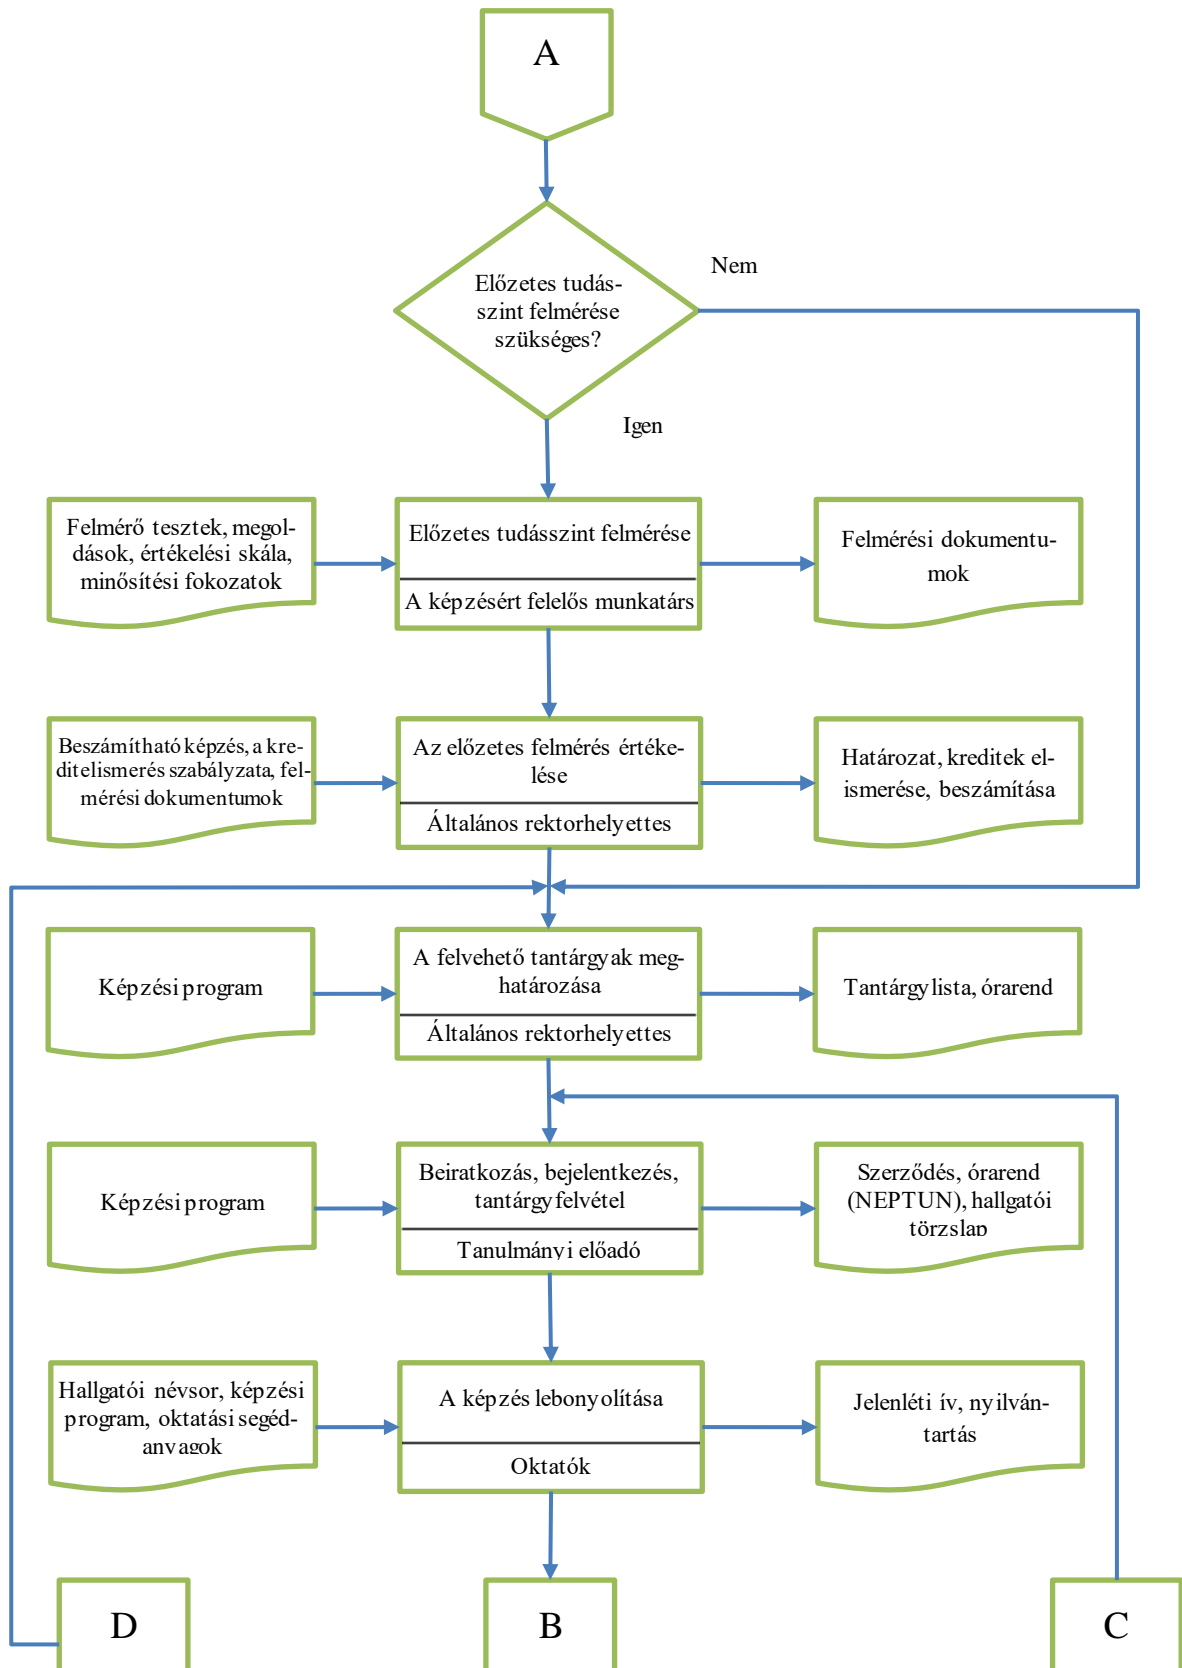 A
Nem
Előzetes tudás-
szint felmérése
szükséges?
Igen
Felmérő tesztek, megol-
dások, értékelési skála,
minősítési fokozatok
Előzetes tudásszint felmérése
A képzésért felelős munkatárs
Felmérési dokumentu-
mok
Beszámítható képzés, a kre-
ditelismerés szabályzata, fel-
mérési dokumentumok
Az előzetes felmérés értéke-
lése
Általános rektorhelyettes
Határozat, kreditek el-
ismerése, beszámítása
Képzési program
A felvehető tantárgyak meg-
határozása
Általános rektorhelyettes
Tantárgylista, órarend
Képzési program
Beiratkozás, bejelentkezés,
tantárgyfelvétel
Tanulmányi előadó
Szerződés, órarend
(NEPTUN), hallgatói
törzslap
Hallgatói névsor, képzési
program, oktatási segéd-
anyagok
A képzés lebonyolítása
Oktatók
Jelenléti ív, nyilván-
tartás
D
B
C